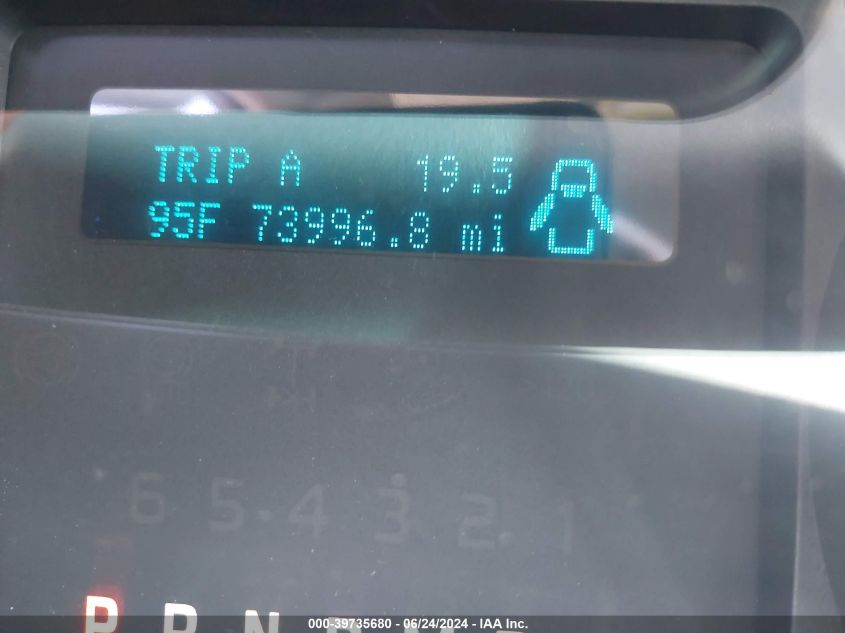 TRIP A 19.5
95F 73996.8 mi
6 5 4 3 2 1
P R N D M
000-39735680 - 06/24/2024 - IAA Inc.